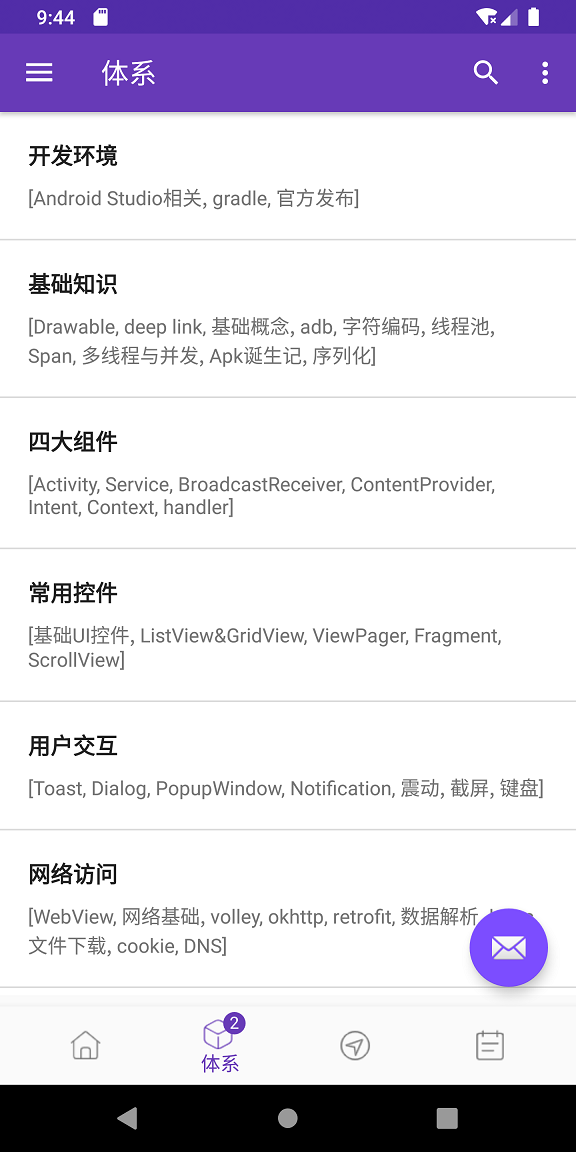 9:44
体系
开发环境
[Android Studio相关, gradle, 官方发布]
基础知识
[Drawable, deep link, 基础概念, adb, 字符编码, 线程池,
Span, 多线程与并发, Apk诞生记, 序列化]
四大组件
[Activity, Service, BroadcastReceiver, ContentProvider,
Intent, Context, handler]
常用控件
[基础UI控件, ListView&GridView, ViewPager, Fragment,
ScrollView]
用户交互
[Toast, Dialog, PopupWindow, Notification, 震动, 截屏, 键盘]
网络访问
[WebView, 网络基础, volley, okhttp, retrofit, 数据解析,
文件下载, cookie, DNS]
2
体系